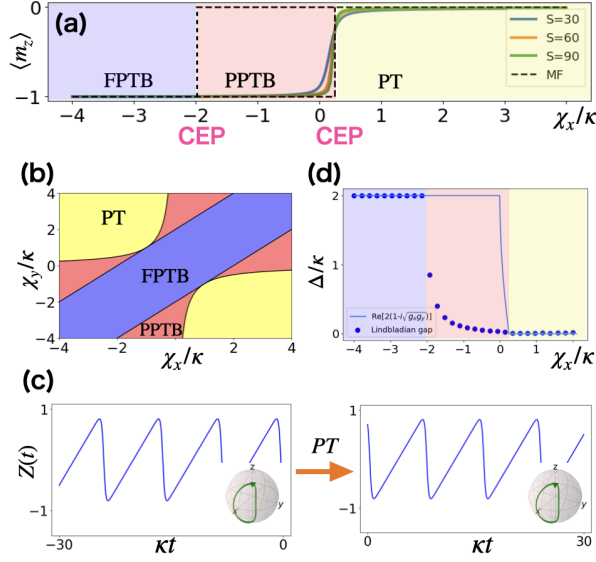 (a)
⟨m_z⟩
0
−1
FPTB
PPTB
PT
S=30
S=60
S=90
MF
−4 −3 −2 −1 0 1 2 3 4
χ_x/κ
CEP
CEP
(b)
χ_y/κ
4
2
0
−2
−4
PT
FPTB
PPTB
−4 −2 0 2 4
χ_x/κ
(d)
Δ/κ
2
1
0
Re[2(1-i√g_x g_y)]
Lindbladian gap
−4 −3 −2 −1 0 1 2
χ_x/κ
(c)
Z(t)
1
−1
z
x
y
−30
0
κt
PT
1
−1
z
x
y
0
30
κt